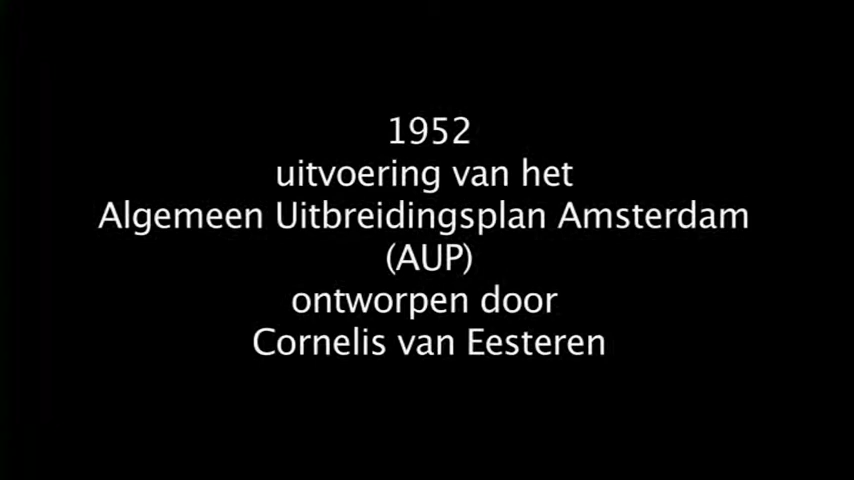 1952
uitvoering van het
Algemeen Uitbreidingsplan Amsterdam
(AUP)
ontworpen door
Cornelis van Eesteren